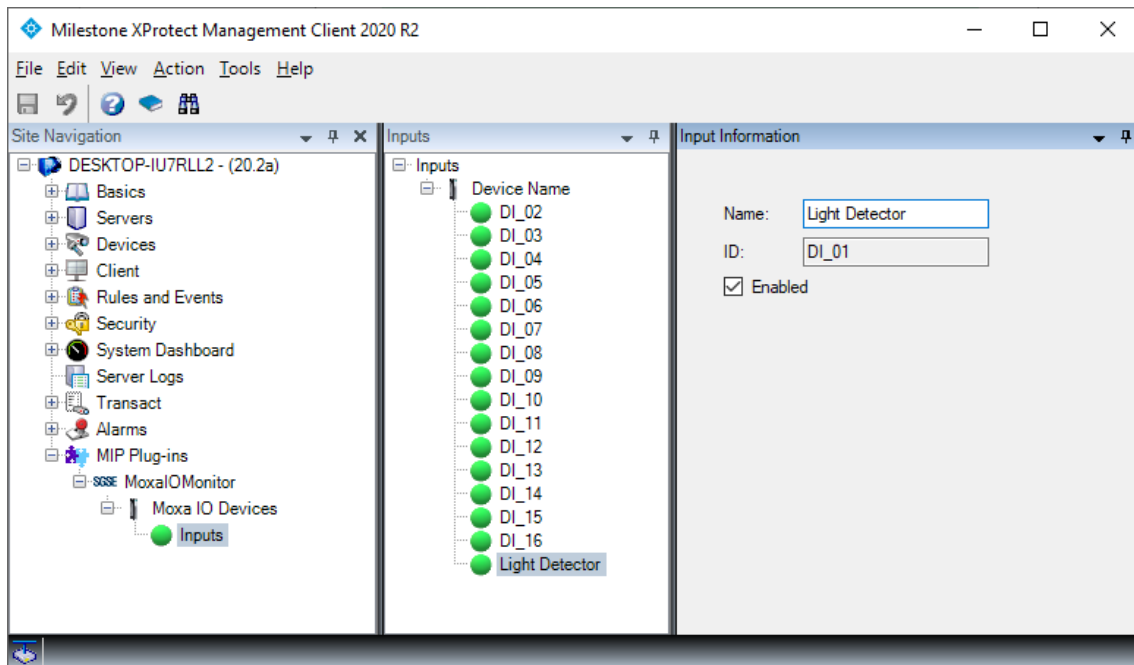 Milestone XProtect Management Client 2020 R2
File Edit View Action Tools Help
Site Navigation
DESKTOP-IU7RLL2 - (20.2a)
Basics
Servers
Devices
Client
Rules and Events
Security
System Dashboard
Server Logs
Transact
Alarms
MIP Plug-ins
SGSE MoxaIOMonitor
Moxa IO Devices
Inputs
Inputs
Inputs
Device Name
DI_02
DI_03
DI_04
DI_05
DI_06
DI_07
DI_08
DI_09
DI_10
DI_11
DI_12
DI_13
DI_14
DI_15
DI_16
Light Detector
Input Information
Name: Light Detector
ID: DI_01
Enabled